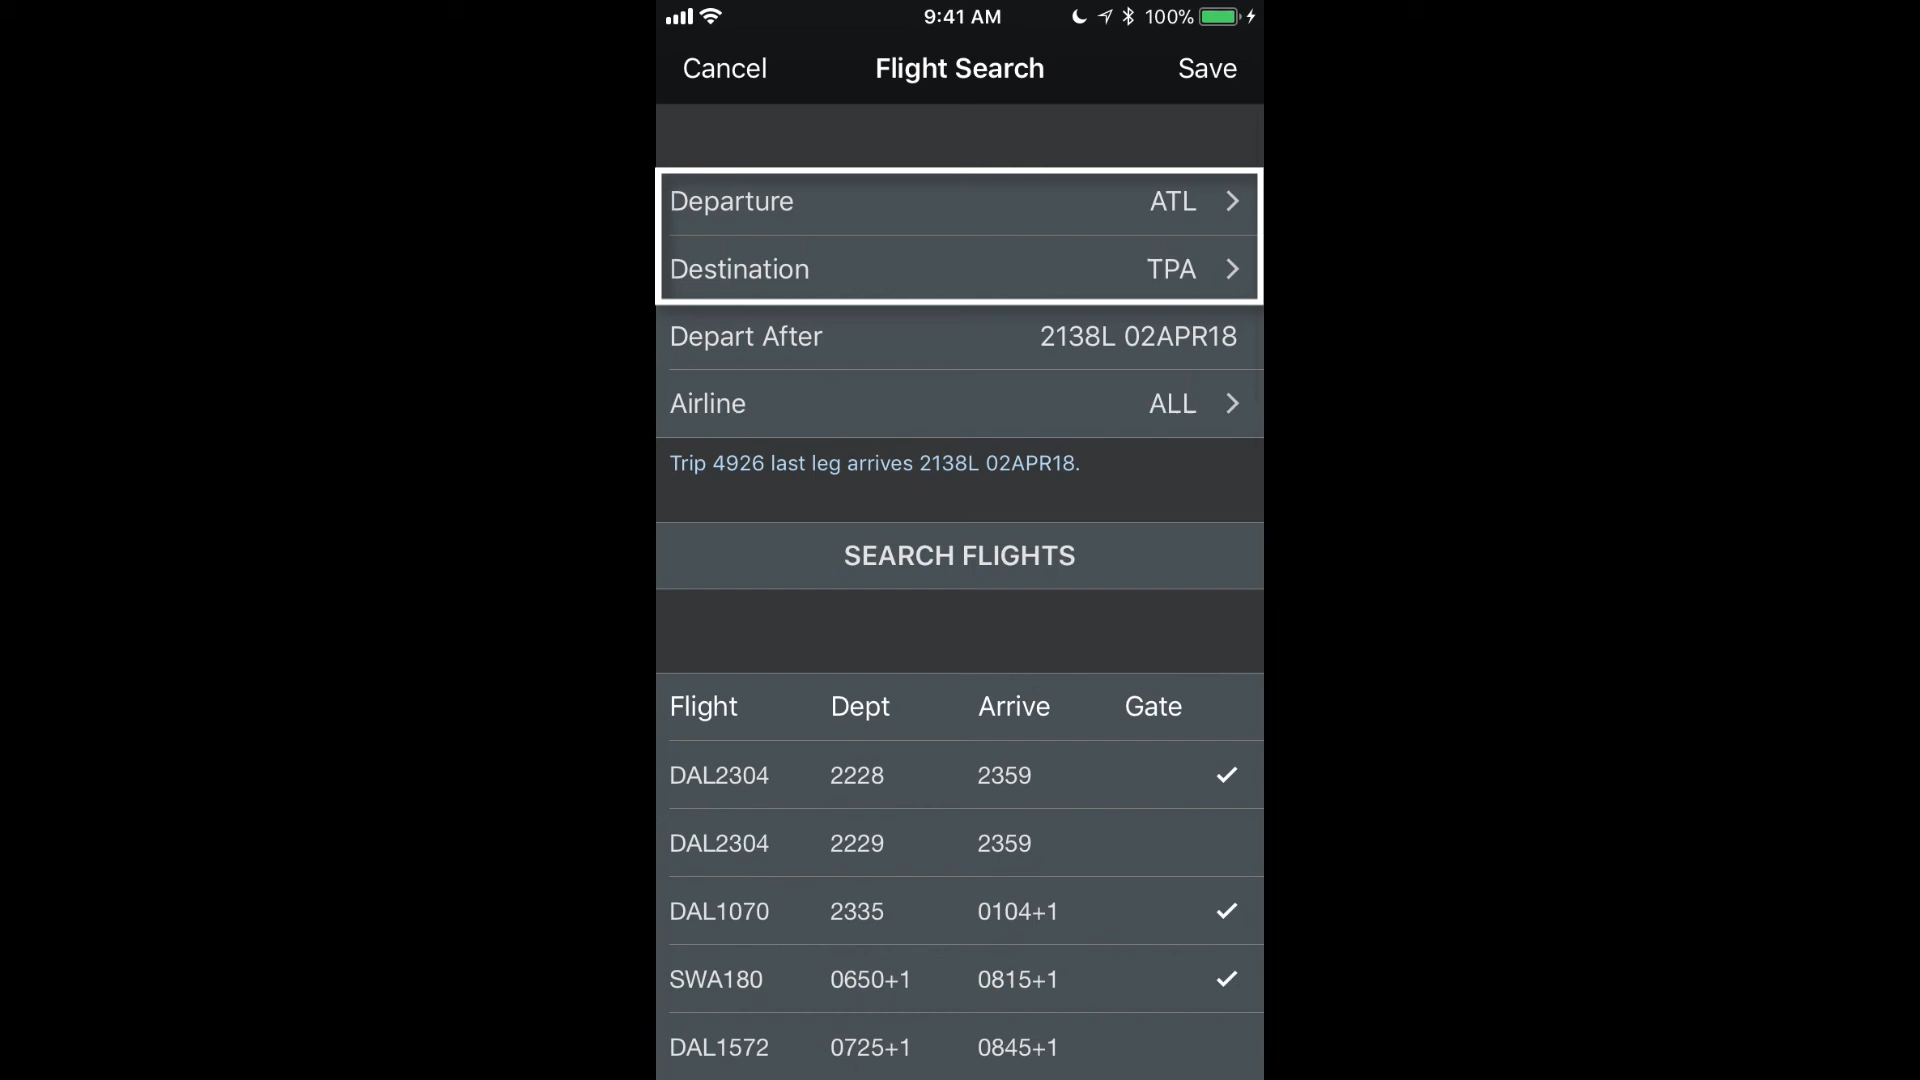 9:41 AM 100%
Cancel Flight Search Save
Departure ATL
Destination TPA
Depart After 2138L 02APR18
Airline ALL
Trip 4926 last leg arrives 2138L 02APR18.
SEARCH FLIGHTS
Flight Dept Arrive Gate
DAL2304 2228 2359
DAL2304 2229 2359
DAL1070 2335 0104+1
SWA180 0650+1 0815+1
DAL1572 0725+1 0845+1